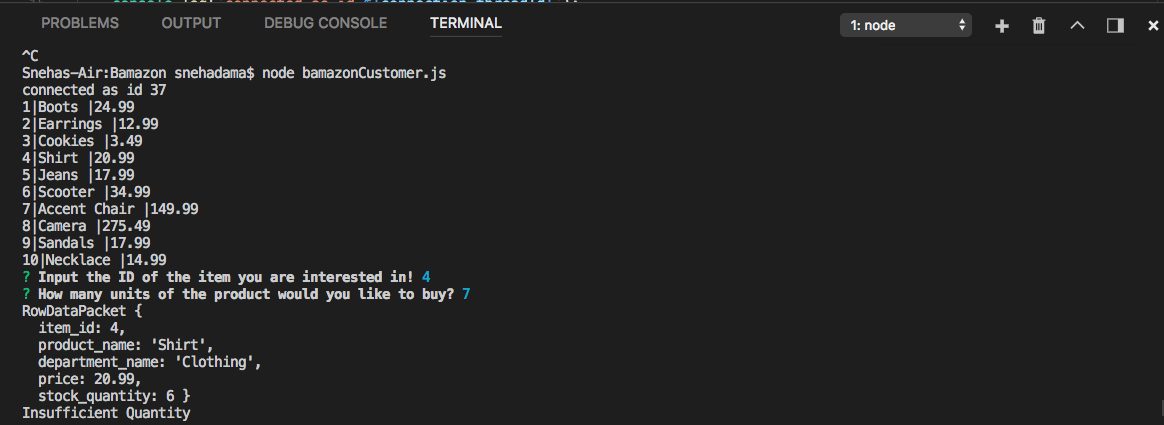 PROBLEMS OUTPUT DEBUG CONSOLE TERMINAL 1: node
^C
Snehas-Air:Bamazon snehadama$ node bamazonCustomer.js
connected as id 37
1|Boots |24.99
2|Earrings |12.99
3|Cookies |3.49
4|Shirt |20.99
5|Jeans |17.99
6|Scooter |34.99
7|Accent Chair |149.99
8|Camera |275.49
9|Sandals |17.99
10|Necklace |14.99
? Input the ID of the item you are interested in! 4
? How many units of the product would you like to buy? 7
RowDataPacket {
  item_id: 4,
  product_name: 'Shirt',
  department_name: 'Clothing',
  price: 20.99,
  stock_quantity: 6 }
Insufficient Quantity